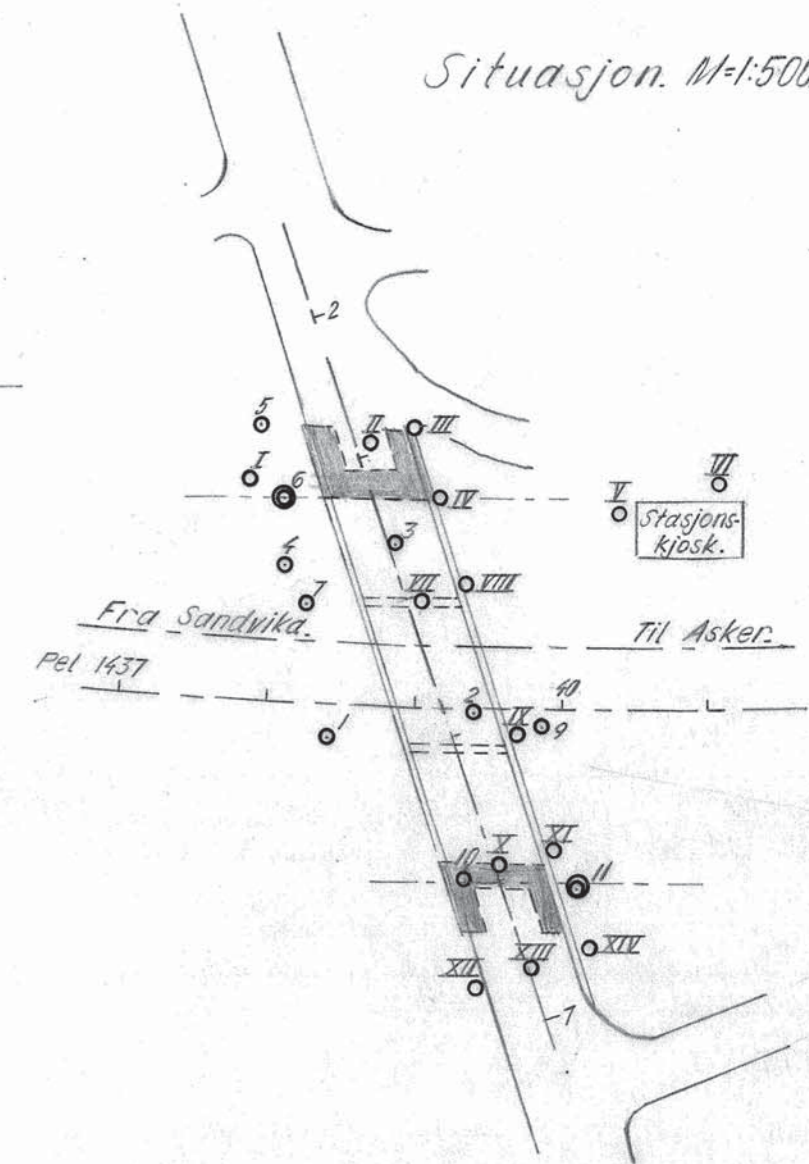 Situasjon. M=1:500
2
5
II
III
I
6
IV
V
VI
Stasjons-
kjosk.
3
4
7
VII
VIII
Fra Sandvika.
Til Asker.
Pel 1437
40
1
2
IX
9
XI
X
10
11
XIV
XIII
XII
1